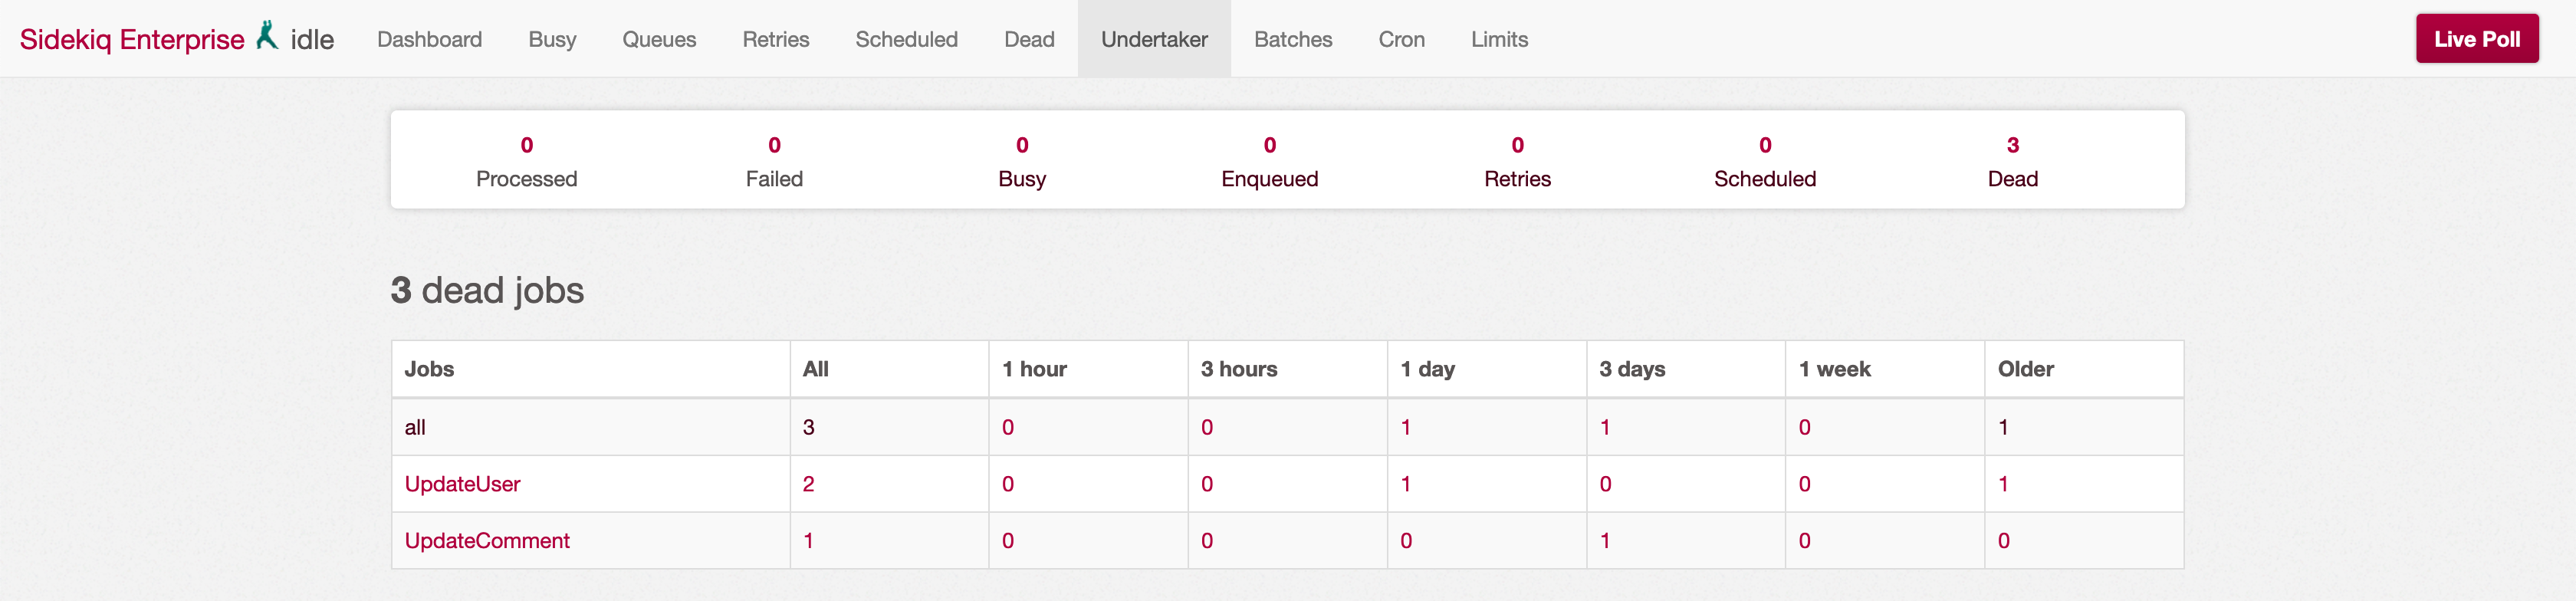 Sidekiq Enterprise idle Dashboard Busy Queues Retries Scheduled Dead Undertaker Batches Cron Limits Live Poll
0 0 0 0 0 0 3
Processed Failed Busy Enqueued Retries Scheduled Dead
3 dead jobs
Jobs All 1 hour 3 hours 1 day 3 days 1 week Older
all 3 0 0 1 1 0 1
UpdateUser 2 0 0 1 0 0 1
UpdateComment 1 0 0 0 1 0 0